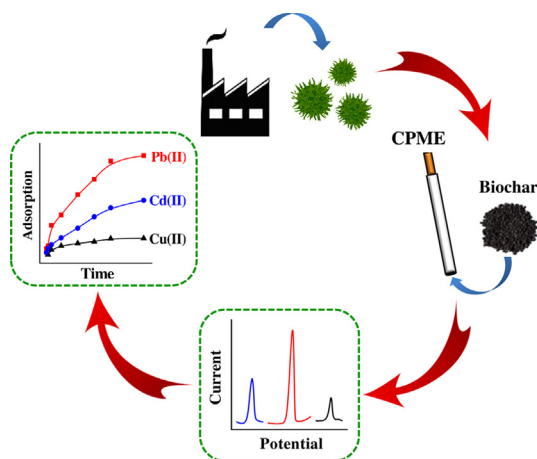 CPME
Biochar
Pb(II)
Cd(II)
Cu(II)
Adsorption
Time
Current
Potential